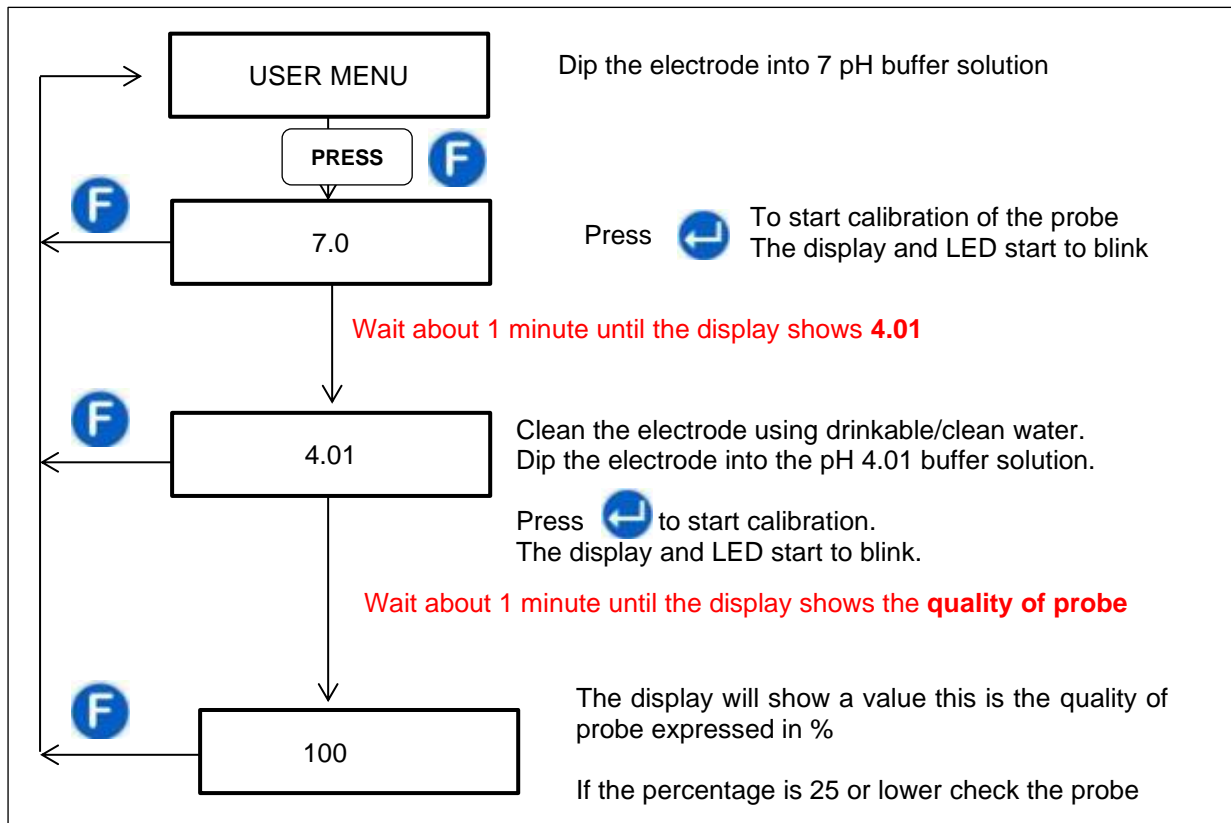 USER MENU
Dip the electrode into 7 pH buffer solution
PRESS
F
F
7.0
Press
To start calibration of the probe
The display and LED start to blink
Wait about 1 minute until the display shows 4.01
F
4.01
Clean the electrode using drinkable/clean water.
Dip the electrode into the pH 4.01 buffer solution.
Press to start calibration.
The display and LED start to blink.
Wait about 1 minute until the display shows the quality of probe
F
100
The display will show a value this is the quality of
probe expressed in %
If the percentage is 25 or lower check the probe